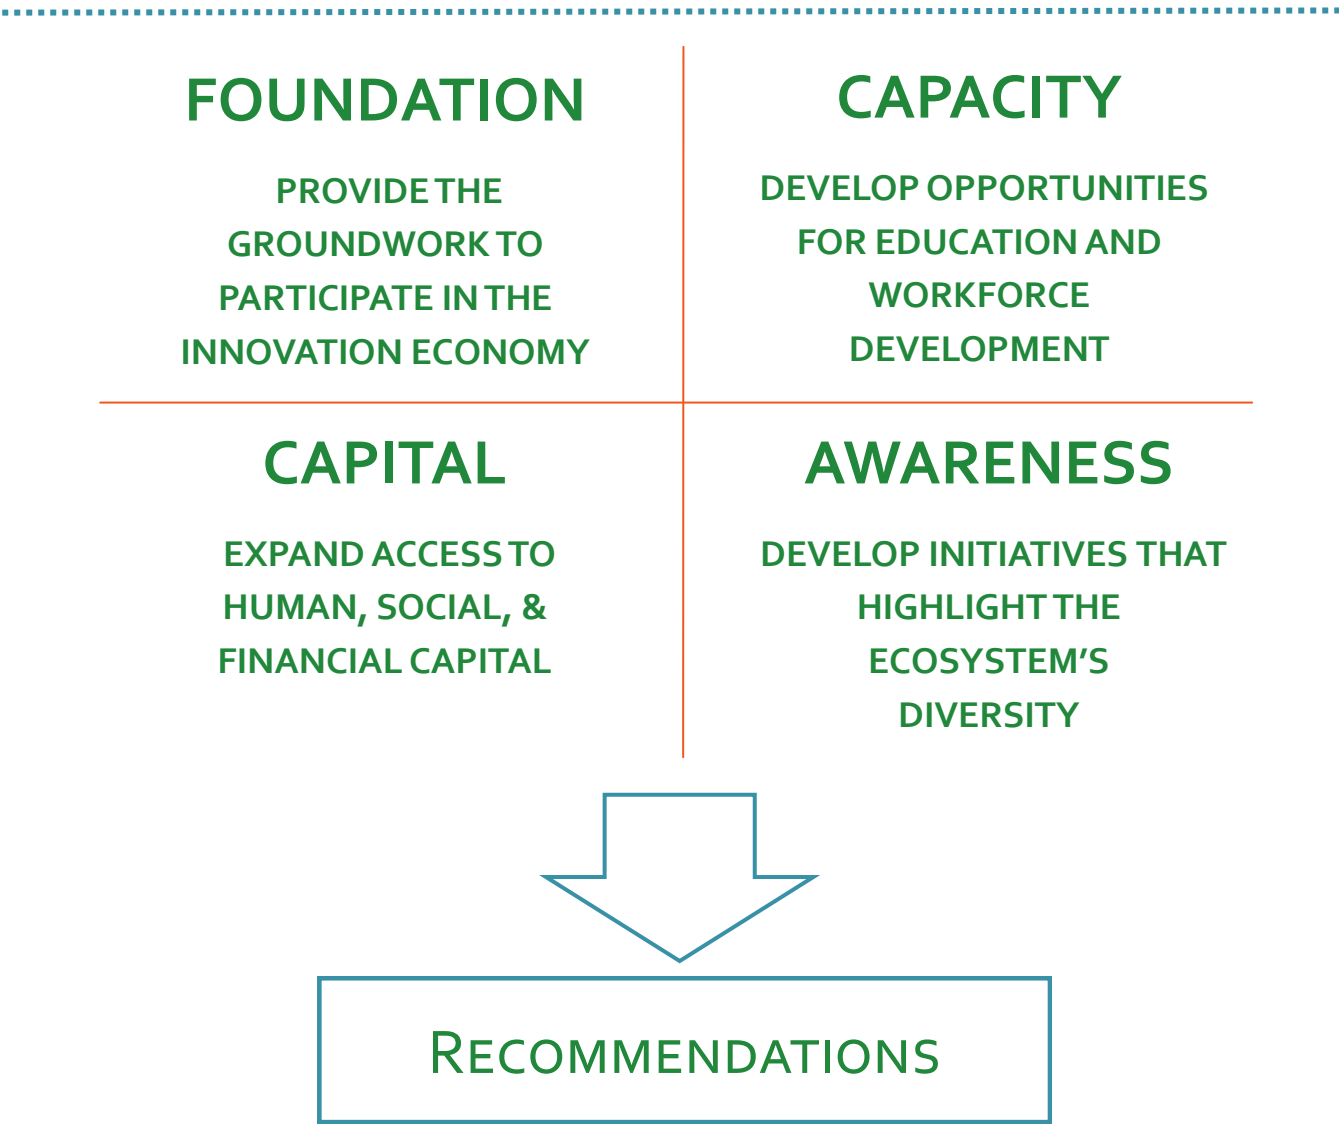 FOUNDATION
PROVIDE THE
GROUNDWORK TO
PARTICIPATE IN THE
INNOVATION ECONOMY
CAPACITY
DEVELOP OPPORTUNITIES
FOR EDUCATION AND
WORKFORCE
DEVELOPMENT
CAPITAL
EXPAND ACCESS TO
HUMAN, SOCIAL, &
FINANCIAL CAPITAL
AWARENESS
DEVELOP INITIATIVES THAT
HIGHLIGHT THE
ECOSYSTEM’S
DIVERSITY
RECOMMENDATIONS